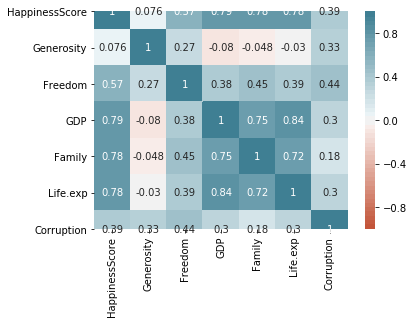 HappinessScore 1 0.076 0.57 0.79 0.78 0.78 0.39
Generosity 0.076 1 0.27 -0.08 -0.048 -0.03 0.33
Freedom 0.57 0.27 1 0.38 0.45 0.39 0.44
GDP 0.79 -0.08 0.38 1 0.75 0.84 0.3
Family 0.78 -0.048 0.45 0.75 1 0.72 0.18
Life.exp 0.78 -0.03 0.39 0.84 0.72 1 0.3
Corruption 0.39 0.33 0.44 0.3 0.18 0.3 1
HappinessScore
Generosity
Freedom
GDP
Family
Life.exp
Corruption
0.8
0.4
0.0
−0.4
−0.8